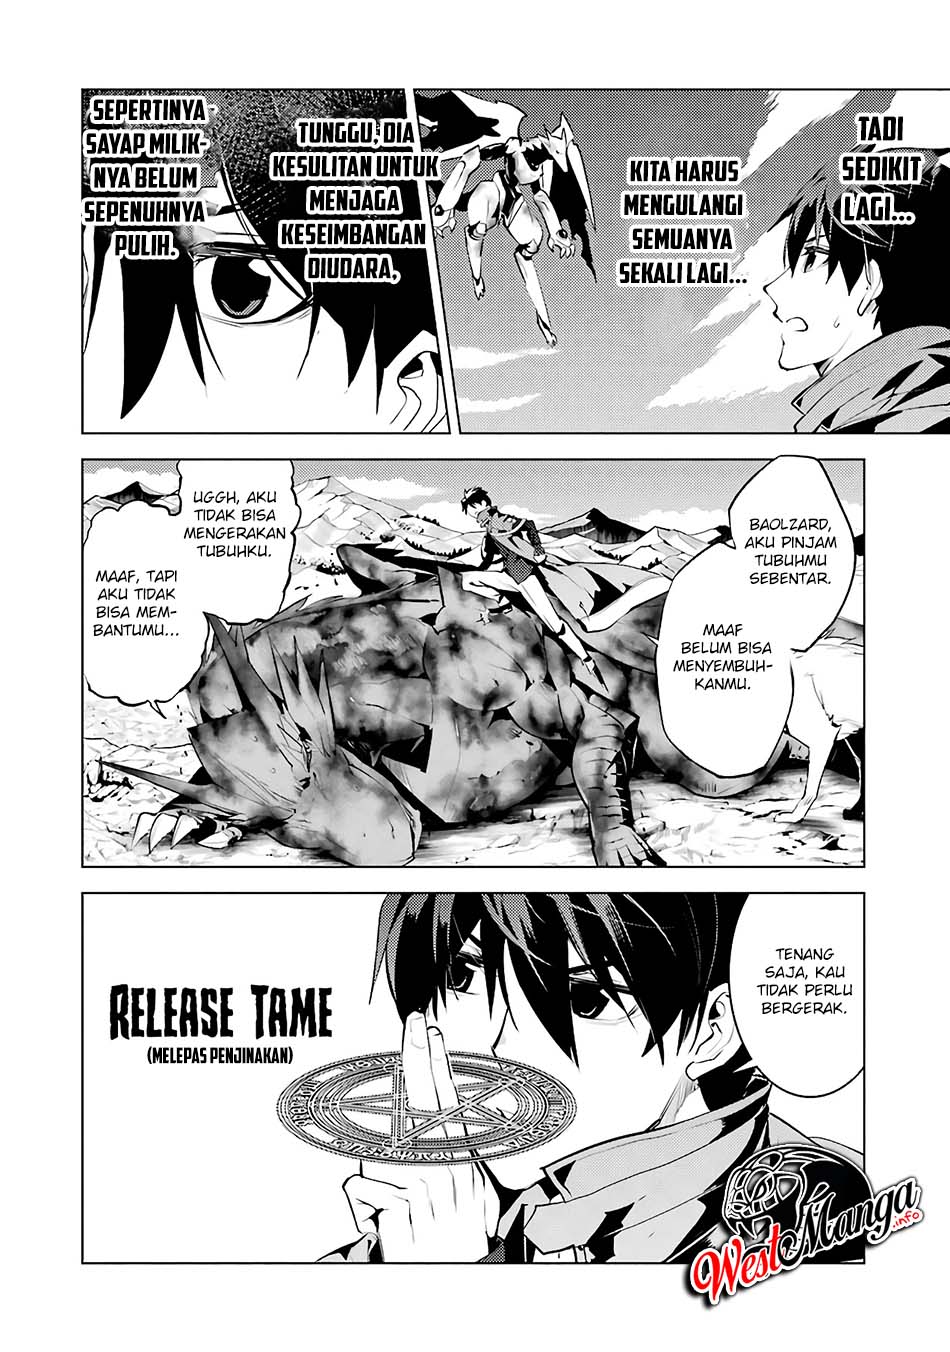 TADI
SEDIKIT
LAGI...
KITA HARUS
MENGULANGI
SEMUANYA
SEKALI LAGI...
TUNGGU, DIA
KESULITAN UNTUK
MENJAGA
KESEIMBANGAN
DIUDARA,
SEPERTINYA
SAYAP MILIK-
NYA BELUM
SEPENUHNYA
PULIH.
BAOLZARD,
AKU PINJAM
TUBUHMU
SEBENTAR.
MAAF
BELUM BISA
MENYEMBUH-
KANMU.
UGGH, AKU
TIDAK BISA
MENGERAKAN
TUBUHKU.
MAAF, TAPI
AKU TIDAK
BISA MEM-
BANTUMU...
TENANG
SAJA, KAU
TIDAK PERLU
BERGERAK.
RELEASE TAME
(MELEPAS PENJINAKAN)
WestManga
.info